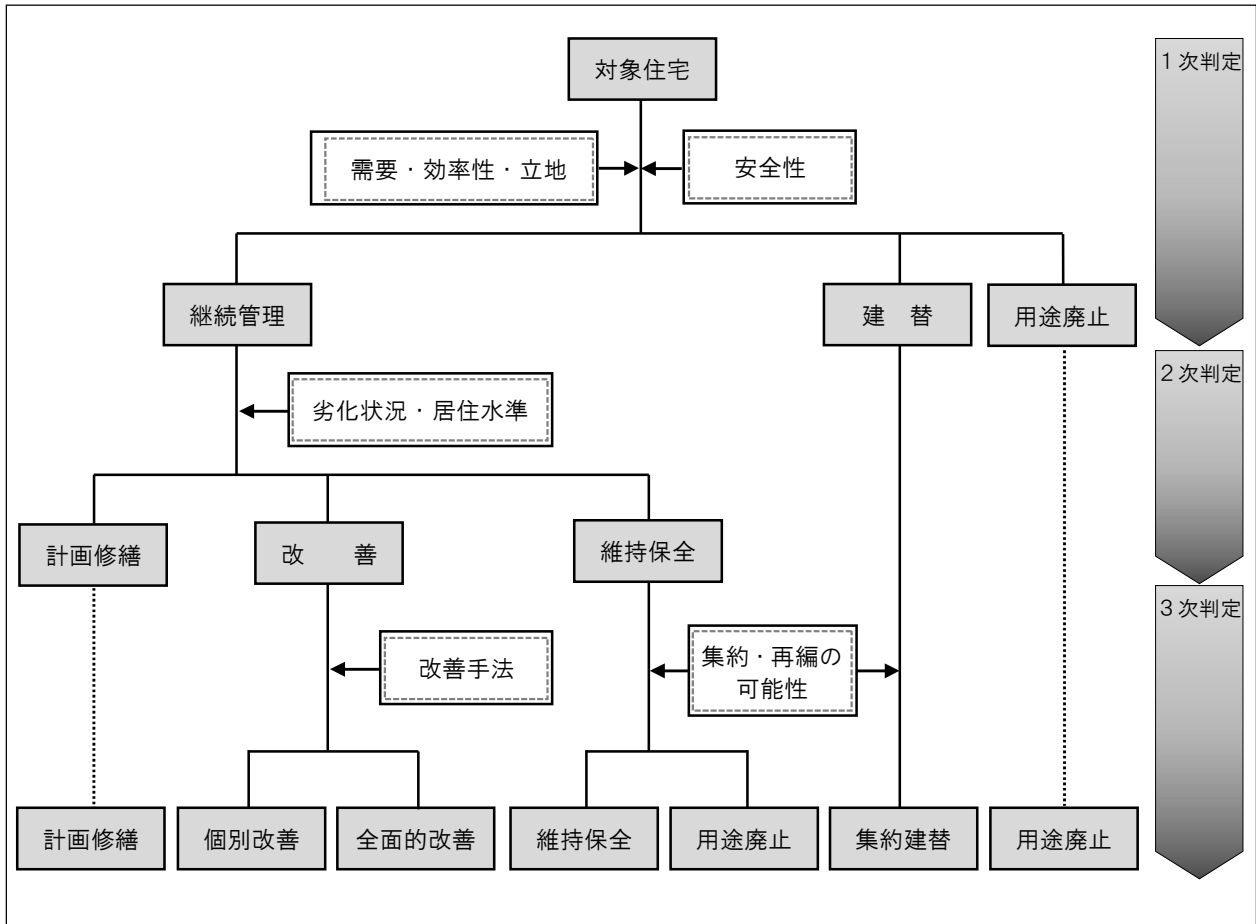 対象住宅
1次判定
需要・効率性・立地
安全性
継続管理
建　替
用途廃止
2次判定
劣化状況・居住水準
計画修繕
改　　善
維持保全
3次判定
改善手法
集約・再編の
可能性
計画修繕
個別改善
全面的改善
維持保全
用途廃止
集約建替
用途廃止